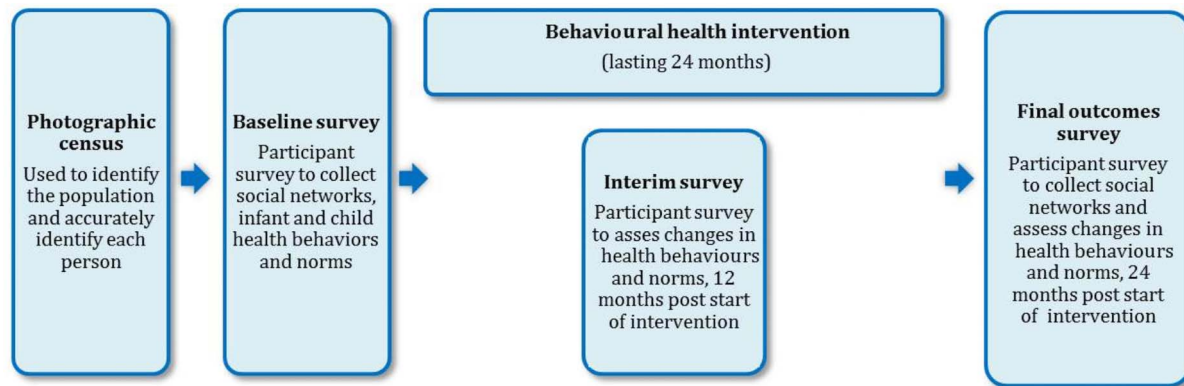 Photographic
census
Used to identify
the population
and accurately
identify each
person
Baseline survey
Participant
survey to collect
social networks,
infant and child
health behaviors
and norms
Behavioural health intervention
(lasting 24 months)
Interim survey
Participant survey
to asses changes in
health behaviours
and norms, 12
months post start
of intervention
Final outcomes
survey
Participant survey
to collect social
networks and
assess changes in
health behaviours
and norms, 24
months post start
of intervention